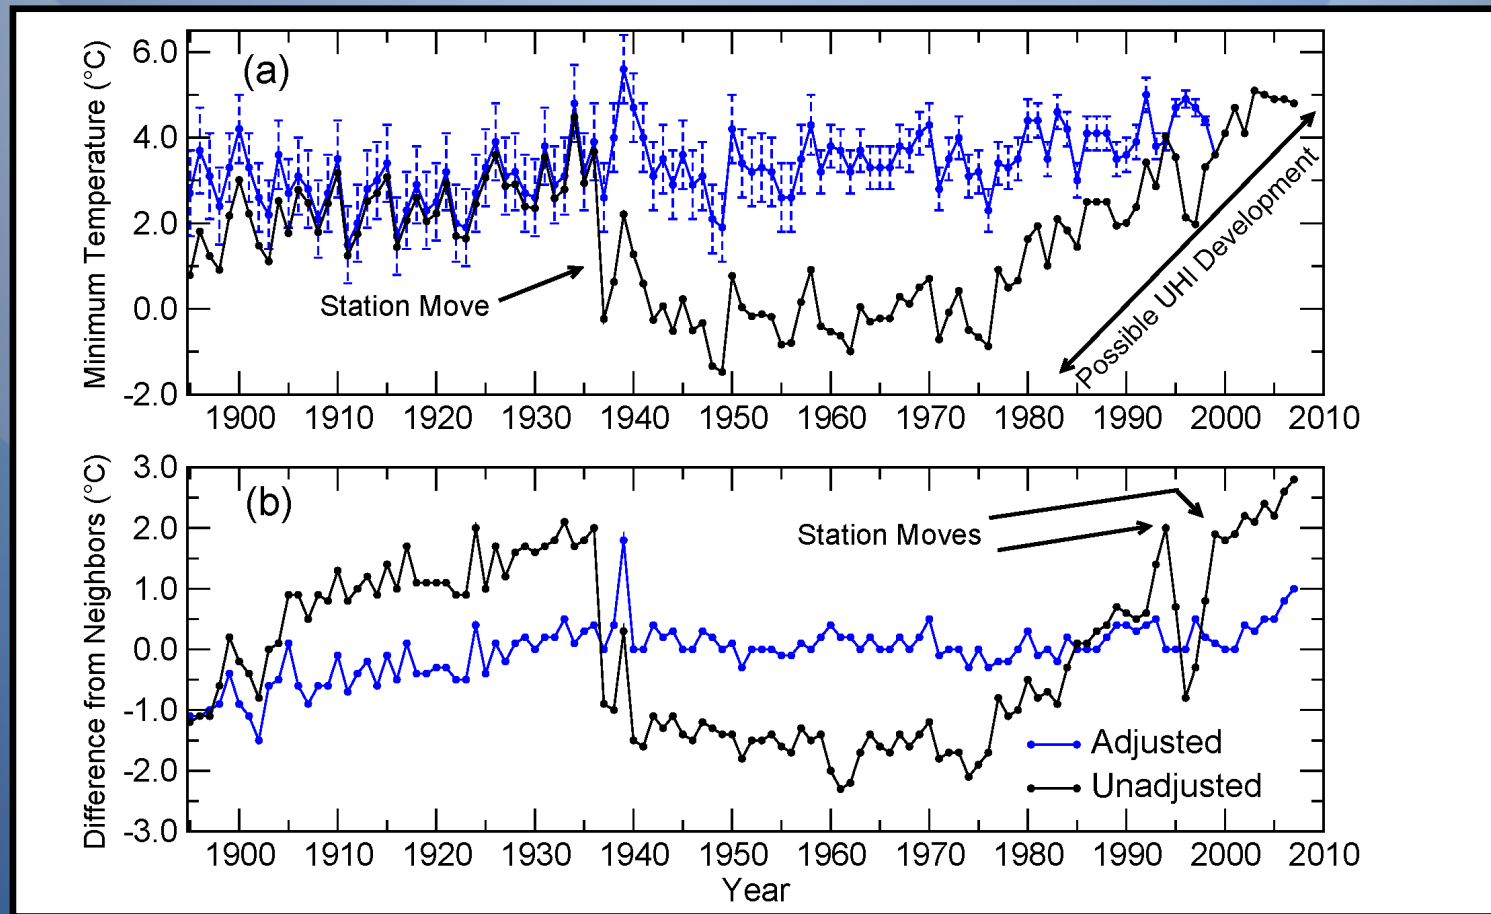 Minimum Temperature (°C)
6.0
4.0
2.0
0.0
-2.0
(a)
Station Move
Possible UHI Development
1900 1910 1920 1930 1940 1950 1960 1970 1980 1990 2000 2010
Difference from Neighbors (°C)
3.0
2.0
1.0
0.0
-1.0
-2.0
-3.0
(b)
Station Moves
Adjusted
Unadjusted
1900 1910 1920 1930 1940 1950 1960 1970 1980 1990 2000 2010
Year